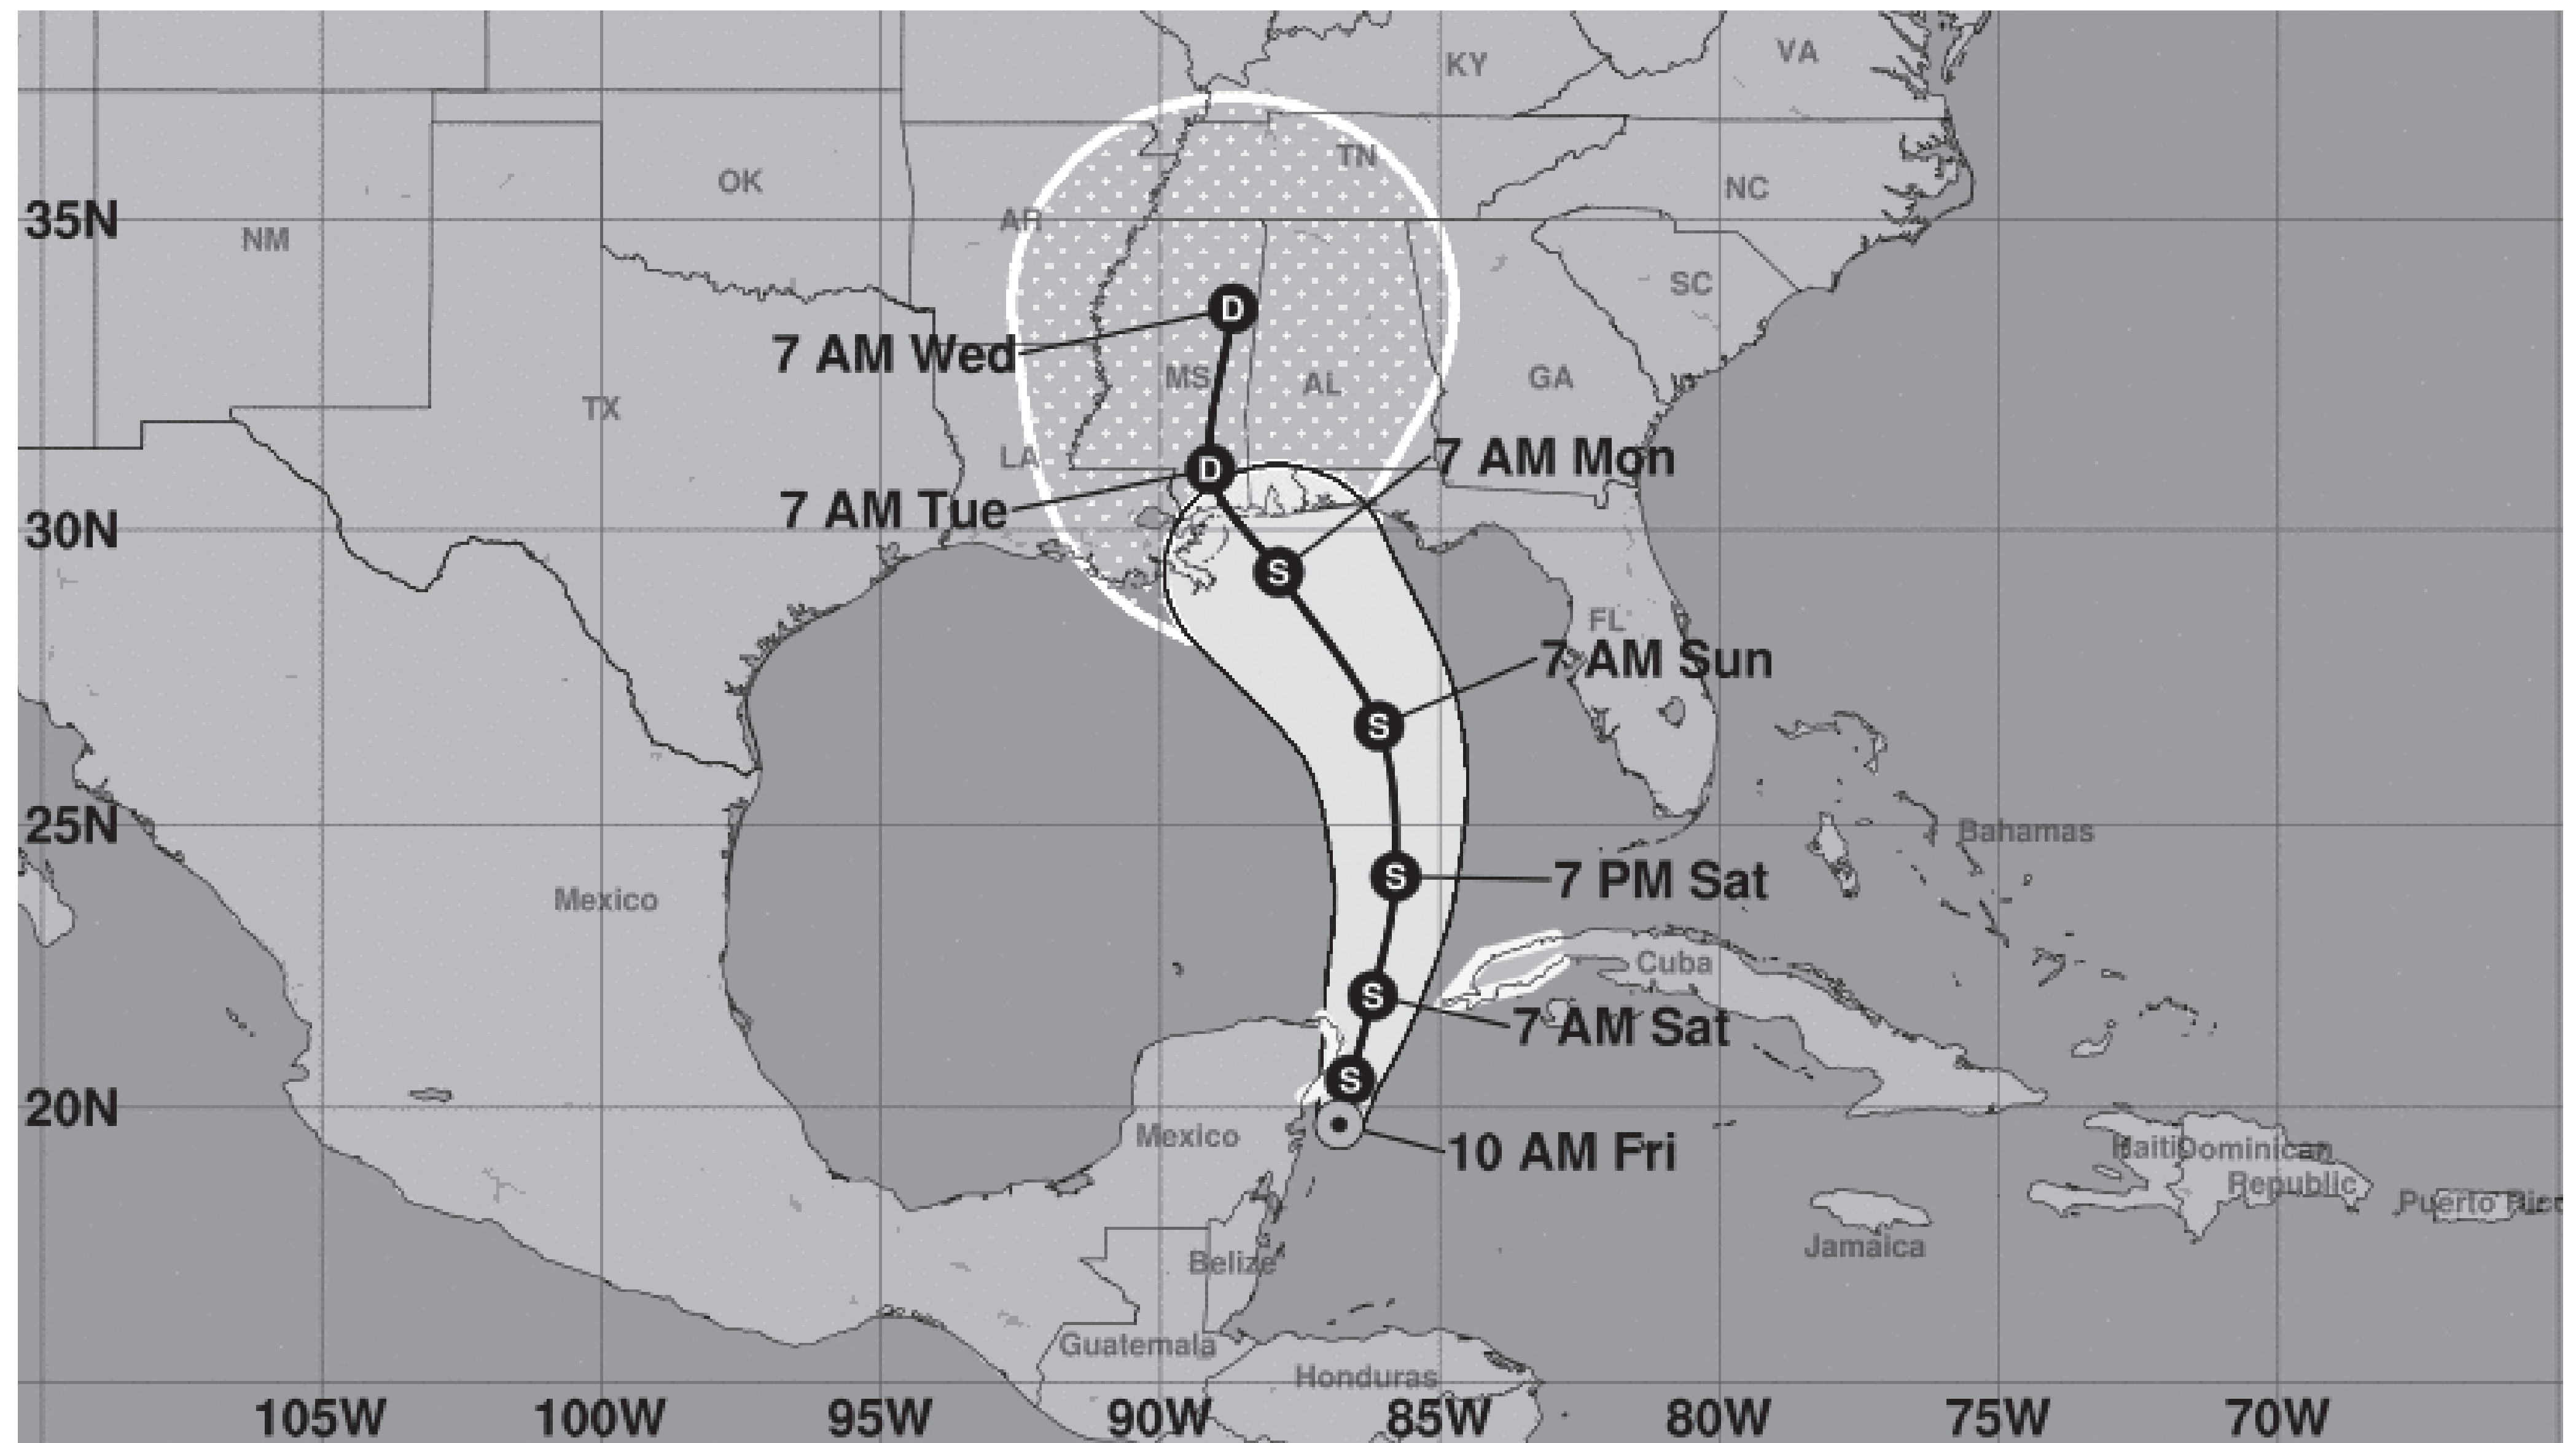 KY
VA
TN
OK
NC
35N
AR
NM
SC
D
7 AM Wed
MS
AL
GA
TX
7 AM Mon
LA
D
7 AM Tue
30N
S
FL
7 AM Sun
S
25N
Bahamas
S
7 PM Sat
Mexico
Cuba
S
7 AM Sat
S
20N
Mexico
10 AM Fri
Haiti
Dominican
Republic
Puerto Rico
Jamaica
Belize
Guatemala
Honduras
105W
100W
95W
90W
85W
80W
75W
70W